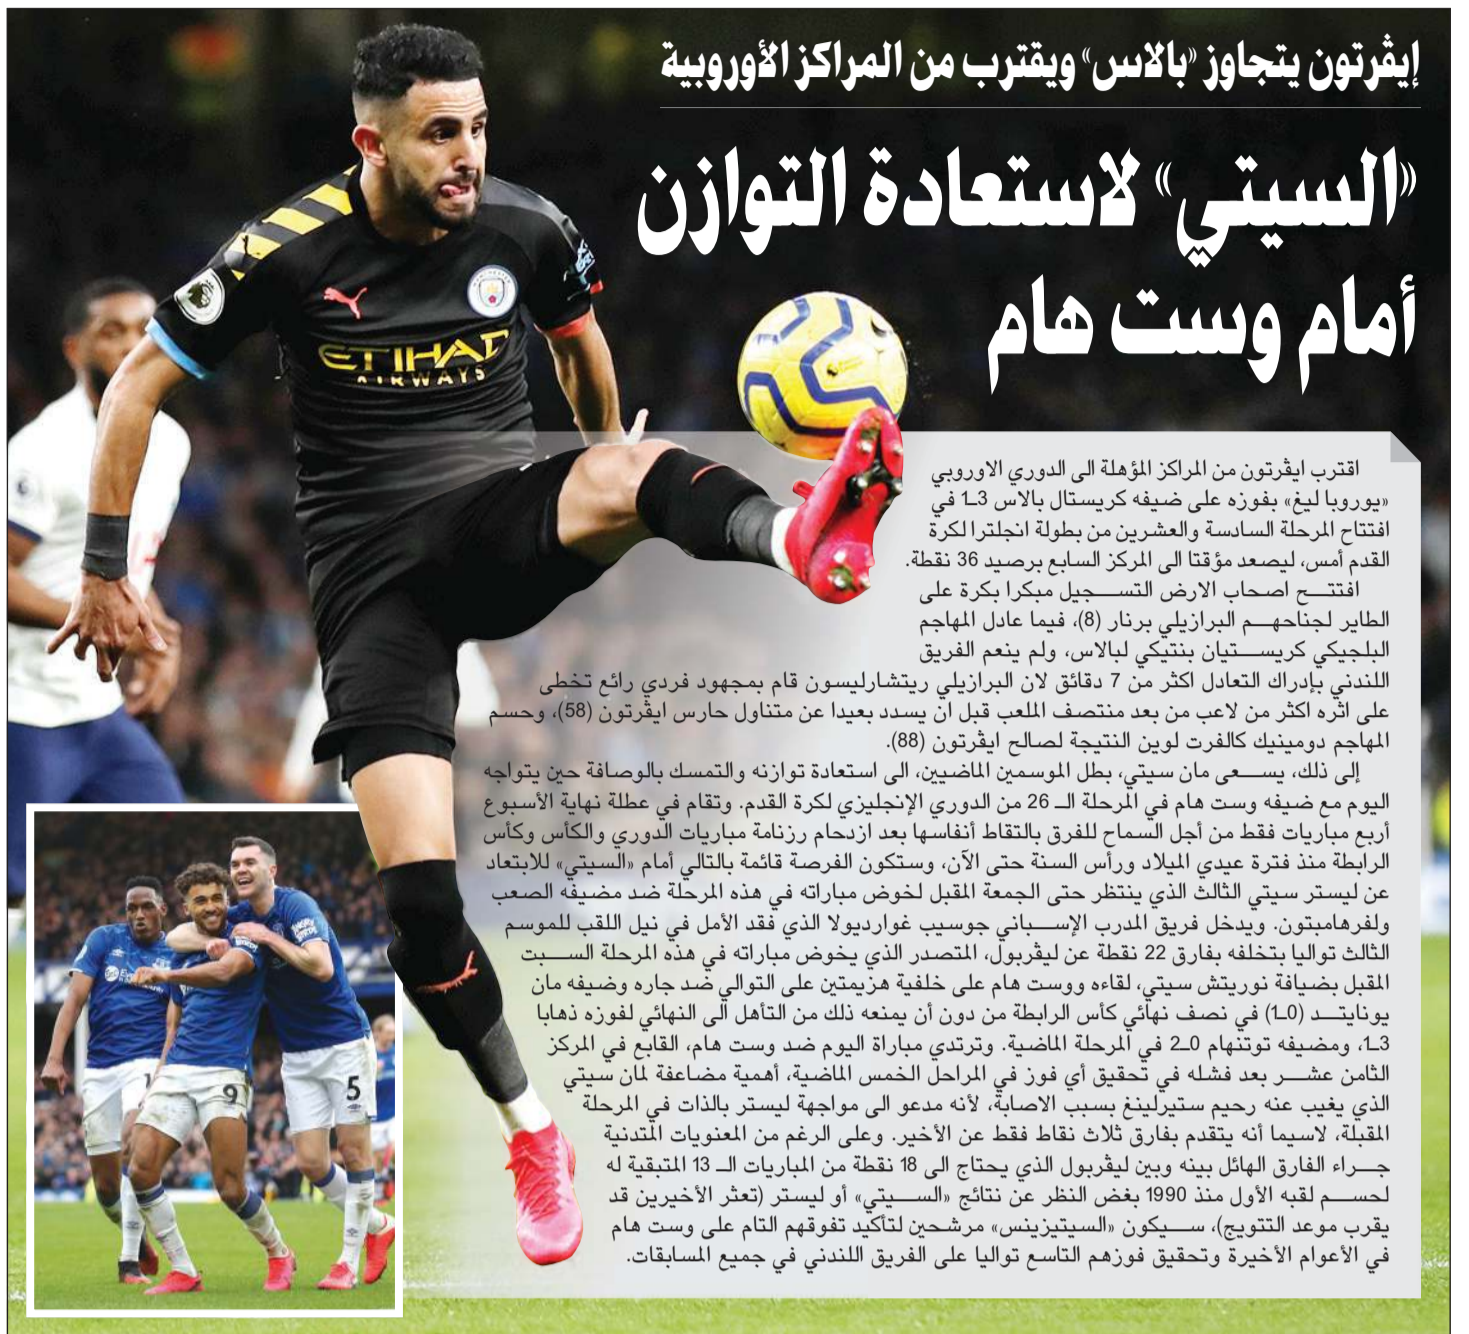 إيڤرتون يتجاوز «بالاس» ويقترب من المراكز الأوروبية
«السيتي» لاستعادة التوازن
أمام وست هام
اقترب ايڤرتون من المراكز المؤهلة الى الدوري الاوروبي
«يوروبا ليغ» بفوزه على ضيفه كريستال بالاس 3ـ1 في
افتتاح المرحلة السادسة والعشرين من بطولة انجلترا لكرة
القدم أمس، ليصعد مؤقتا الى المركز السابع برصيد 36 نقطة.
افتتح اصحاب الارض التسجيل مبكرا بكرة على
الطاير لجناحهم البرازيلي برنار (8)، فيما عادل المهاجم
البلجيكي كريستيان بنتيكي لبالاس، ولم ينعم الفريق
اللندني بإدراك التعادل اكثر من 7 دقائق لان البرازيلي ريتشارليسون قام بمجهود فردي رائع تخطى
على اثره اكثر من لاعب من بعد منتصف الملعب قبل ان يسدد بعيدا عن متناول حارس ايڤرتون (58)، وحسم
المهاجم دومينيك كالفرت لوين النتيجة لصالح ايڤرتون (88).
إلى ذلك، يسعى مان سيتي، بطل الموسمين الماضيين، الى استعادة توازنه والتمسك بالوصافة حين يتواجه
اليوم مع ضيفه وست هام في المرحلة الـ 26 من الدوري الإنجليزي لكرة القدم. وتقام في عطلة نهاية الأسبوع
أربع مباريات فقط من أجل السماح للفرق بالتقاط أنفاسها بعد ازدحام رزنامة مباريات الدوري والكأس وكأس
الرابطة منذ فترة عيدي الميلاد ورأس السنة حتى الآن، وستكون الفرصة قائمة بالتالي أمام «السيتي» للابتعاد
عن ليستر سيتي الثالث الذي ينتظر حتى الجمعة المقبل لخوض مباراته في هذه المرحلة ضد مضيفه الصعب
ولفرهامبتون. ويدخل فريق المدرب الإسباني جوسيب غوارديولا الذي فقد الأمل في نيل اللقب للموسم
الثالث تواليا بتخلفه بفارق 22 نقطة عن ليڤربول، المتصدر الذي يخوض مباراته في هذه المرحلة السبت
المقبل بضيافة نوريتش سيتي، لقاءه ووست هام على خلفية هزيمتين على التوالي ضد جاره وضيفه مان
يونايتد (0ـ1) في نصف نهائي كأس الرابطة من دون أن يمنعه ذلك من التأهل الى النهائي لفوزه ذهابا
3ـ1، ومضيفه توتنهام 0ـ2 في المرحلة الماضية. وترتدي مباراة اليوم ضد وست هام، القابع في المركز
الثامن عشر بعد فشله في تحقيق أي فوز في المراحل الخمس الماضية، أهمية مضاعفة لمان سيتي
الذي يغيب عنه رحيم ستيرلينغ بسبب الاصابة، لأنه مدعو الى مواجهة ليستر بالذات في المرحلة
المقبلة، لاسيما أنه يتقدم بفارق ثلاث نقاط فقط عن الأخير. وعلى الرغم من المعنويات المتدنية
جراء الفارق الهائل بينه وبين ليڤربول الذي يحتاج الى 18 نقطة من المباريات الـ 13 المتبقية له
لحسم لقبه الأول منذ 1990 بغض النظر عن نتائج «السيتي» أو ليستر (تعثر الأخيرين قد
يقرب موعد التتويج)، سيكون «السيتيزينس» مرشحين لتأكيد تفوقهم التام على وست هام
في الأعوام الأخيرة وتحقيق فوزهم التاسع تواليا على الفريق اللندني في جميع المسابقات.
ETIHAD
AIRWAYS
9
5